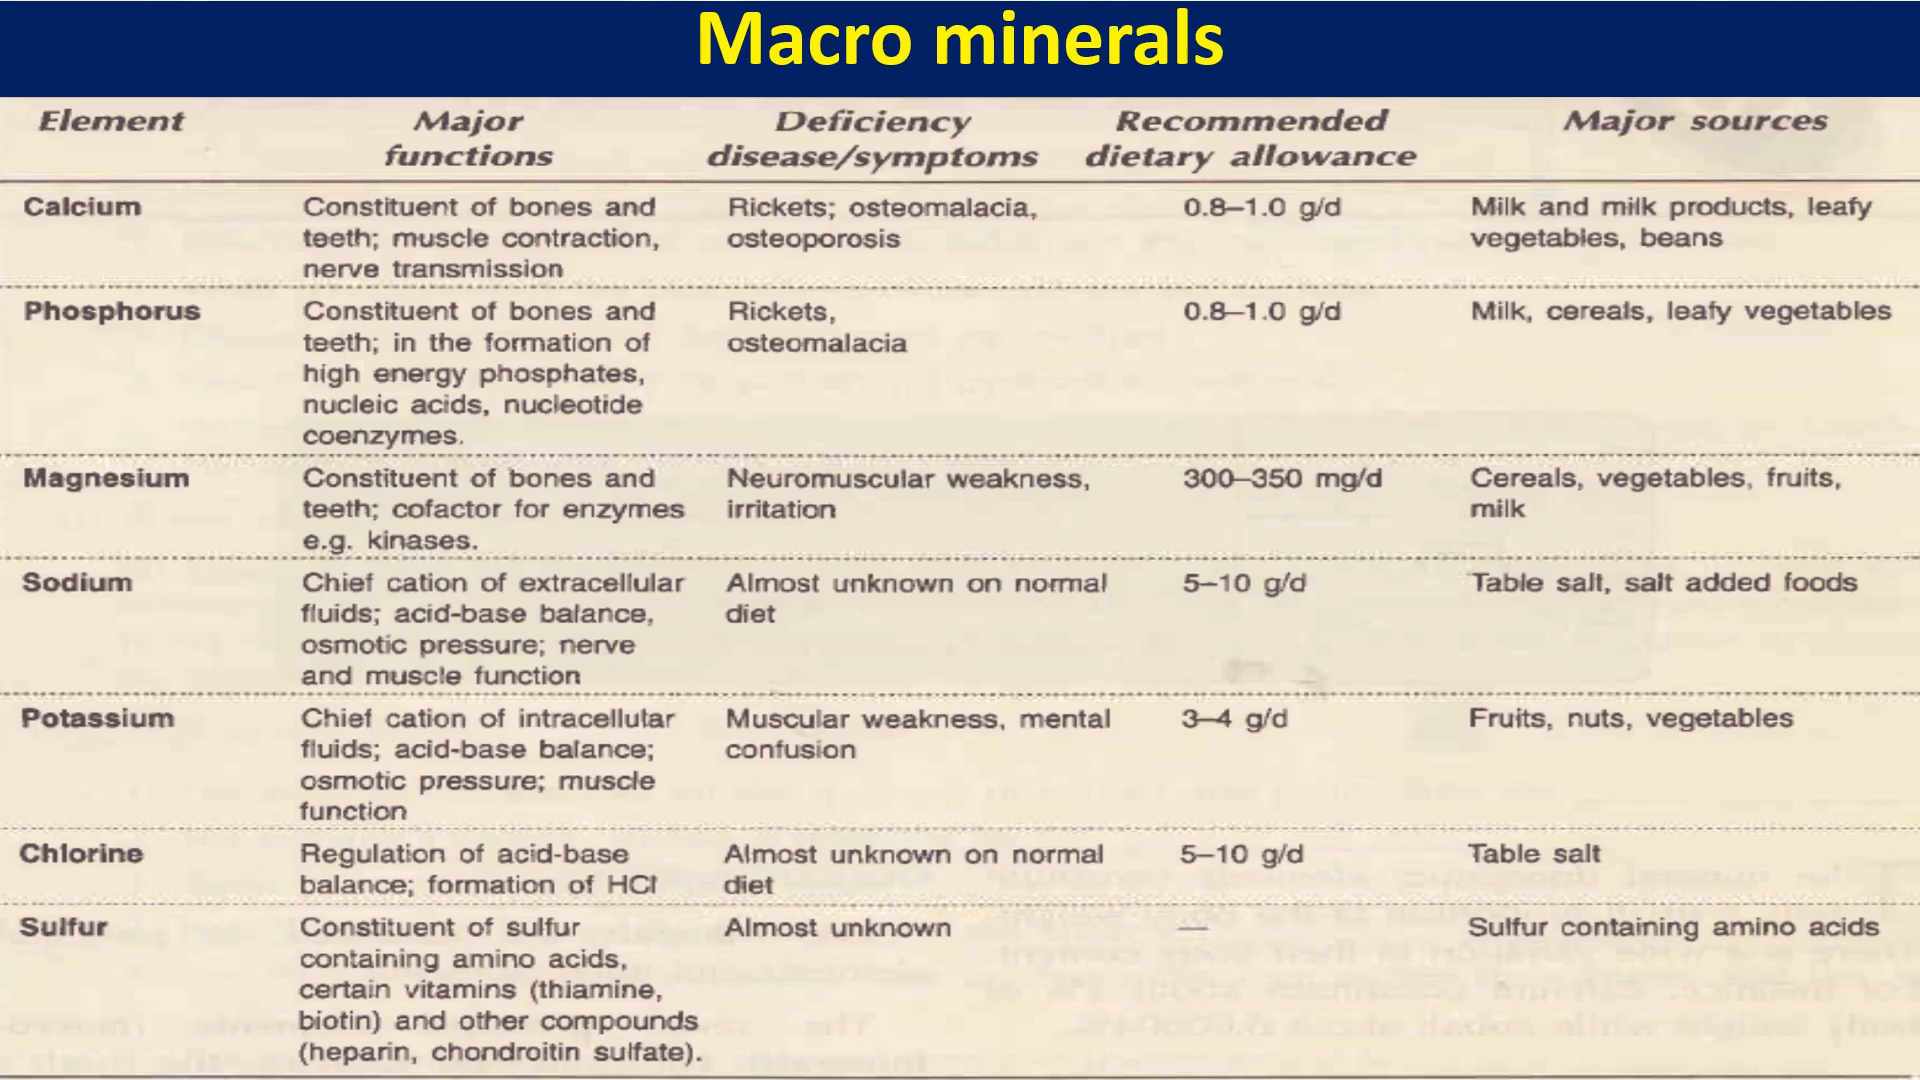 Macro minerals
Element Major functions Deficiency disease/symptoms Recommended dietary allowance Major sources
Calcium
Constituent of bones and
teeth; muscle contraction,
nerve transmission
Rickets; osteomalacia,
osteoporosis
0.8–1.0 g/d
Milk and milk products, leafy
vegetables, beans
Phosphorus
Constituent of bones and
teeth; in the formation of
high energy phosphates,
nucleic acids, nucleotide
coenzymes.
Rickets,
osteomalacia
0.8–1.0 g/d
Milk, cereals, leafy vegetables
Magnesium
Constituent of bones and
teeth; cofactor for enzymes
e.g. kinases.
Neuromuscular weakness,
irritation
300–350 mg/d
Cereals, vegetables, fruits,
milk
Sodium
Chief cation of extracellular
fluids; acid-base balance,
osmotic pressure; nerve
and muscle function
Almost unknown on normal
diet
5–10 g/d
Table salt, salt added foods
Potassium
Chief cation of intracellular
fluids; acid-base balance;
osmotic pressure; muscle
function
Muscular weakness, mental
confusion
3–4 g/d
Fruits, nuts, vegetables
Chlorine
Regulation of acid-base
balance; formation of HCl
Almost unknown on normal
diet
5–10 g/d
Table salt
Sulfur
Constituent of sulfur
containing amino acids,
certain vitamins (thiamine,
biotin) and other compounds
(heparin, chondroitin sulfate).
Almost unknown
—
Sulfur containing amino acids